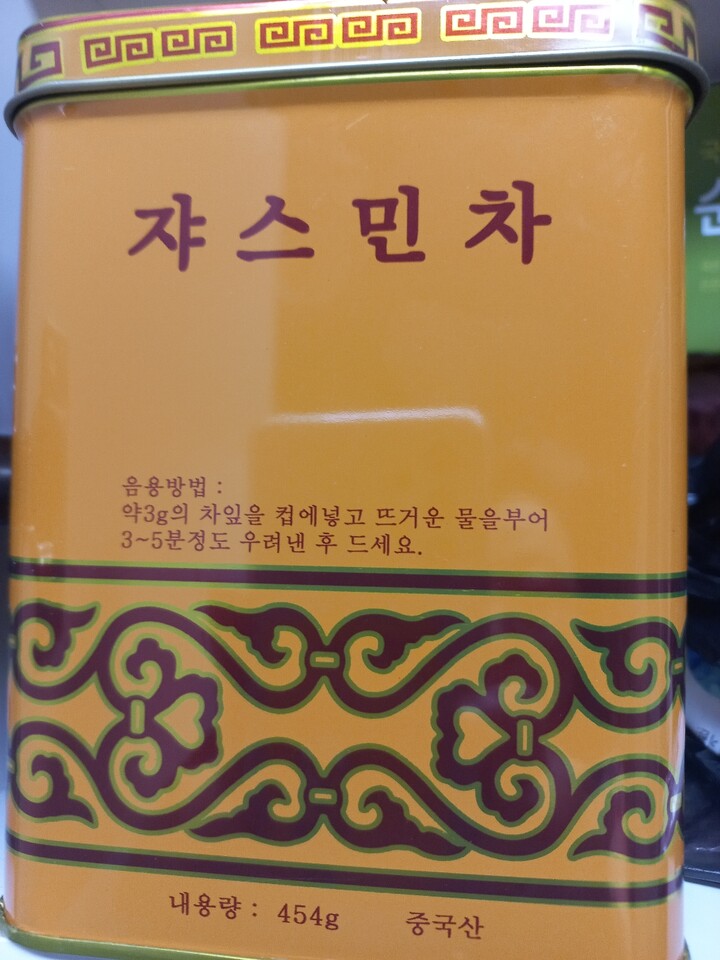 쟈스민차
음용방법 :
약3g의 차잎을 컵에넣고 뜨거운 물을부어
3~5분정도 우려낸 후 드세요.
내용량 : 454g 중국산